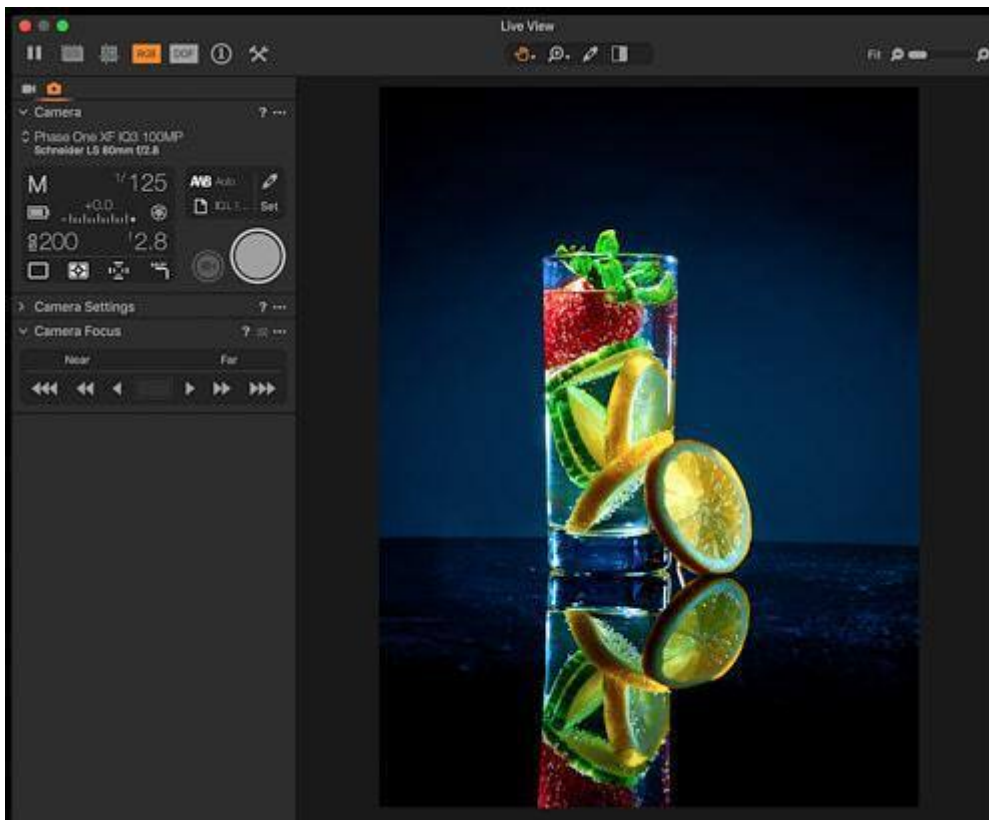 Live View
RGB
DOF
Fit
Camera
? ...
Phase One XF IQ3 100MP
Schneider LS 80mm f/2.8
M
1/125
AWB Auto
+0.0
Set
ISO 200
f 2.8
Camera Settings
? ...
Camera Focus
? ...
Near
Far